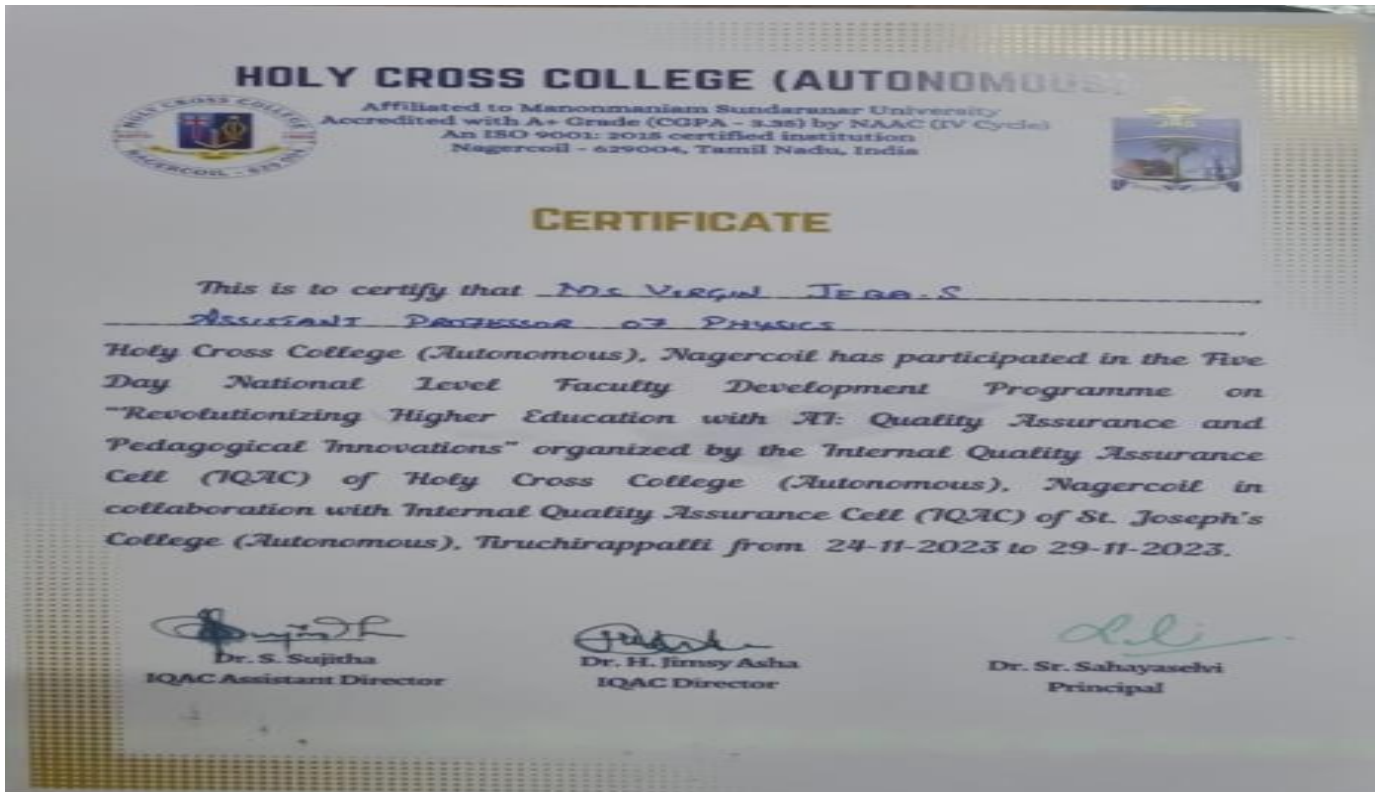 HOLY CROSS COLLEGE (AUTONOMOUS)
Affiliated to Manonmaniam Sundaranar University
Accredited with A+ Grade (CGPA - 3.35) by NAAC (IV Cycle)
An ISO 9001: 2015 certified institution
Nagercoil - 629004, Tamil Nadu, India
HOLY CROSS COLLEGE
NAGERCOIL - 629 004
CERTIFICATE
This is to certify that Ms Virgin Jeba. S
Assistant Professor of Physics
Holy Cross College (Autonomous), Nagercoil has participated in the Five
Day National Level Faculty Development Programme on
""Revolutionizing Higher Education with AI: Quality Assurance and
Pedagogical Innovations" organized by the Internal Quality Assurance
Cell (IQAC) of Holy Cross College (Autonomous), Nagercoil in
collaboration with Internal Quality Assurance Cell (IQAC) of St. Joseph's
College (Autonomous), Tiruchirappalli from 24-11-2023 to 29-11-2023.
Dr. S. Sujitha
IQAC Assistant Director
Dr. H. Jimsy Asha
IQAC Director
Dr. Sr. Sahayaselvi
Principal